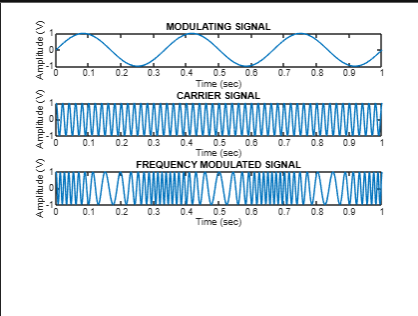 MODULATING SIGNAL
Amplitude (V)
1
0
-1
0 0.1 0.2 0.3 0.4 0.5 0.6 0.7 0.8 0.9 1
Time (sec)
CARRIER SIGNAL
Amplitude (V)
1
0
-1
0 0.1 0.2 0.3 0.4 0.5 0.6 0.7 0.8 0.9 1
Time (sec)
FREQUENCY MODULATED SIGNAL
Amplitude (V)
1
0
-1
0 0.1 0.2 0.3 0.4 0.5 0.6 0.7 0.8 0.9 1
Time (sec)